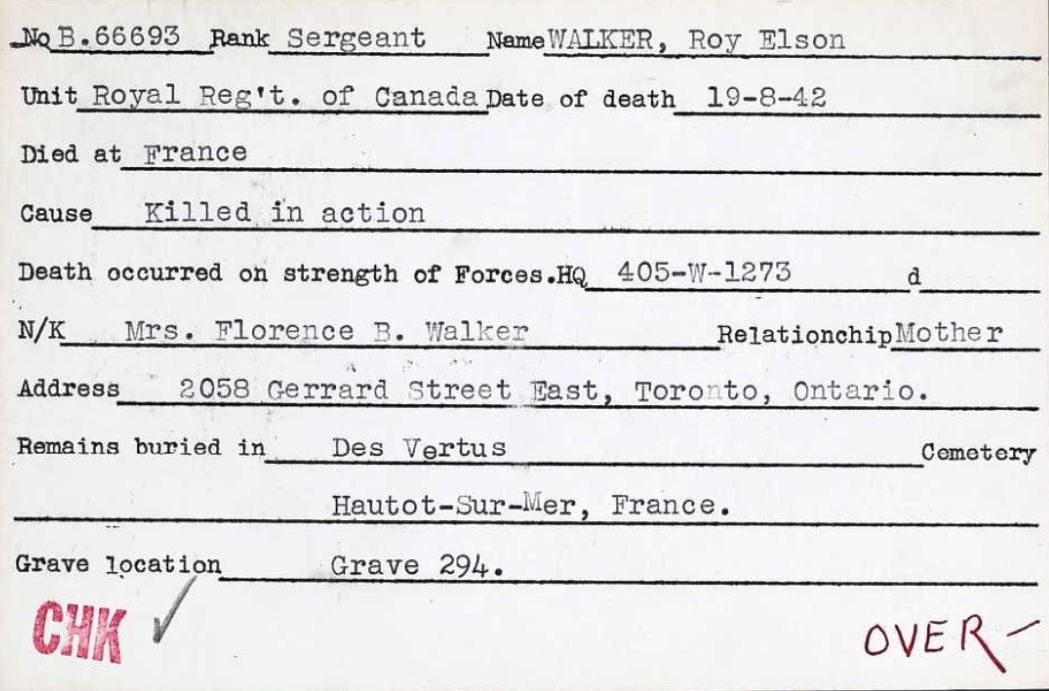 No B.66693 Rank Sergeant Name WALKER, Roy Elson
Unit Royal Reg't. of Canada Date of death 19-8-42
Died at France
Cause Killed in action
Death occurred on strength of Forces.HQ 405-W-1273 d
N/K Mrs. Florence B. Walker Relationship Mother
Address 2058 Gerrard Street East, Toronto, Ontario.
Remains buried in Des Vertus Cemetery
Hautot-Sur-Mer, France.
Grave location Grave 294.
CHK ✓ OVER-